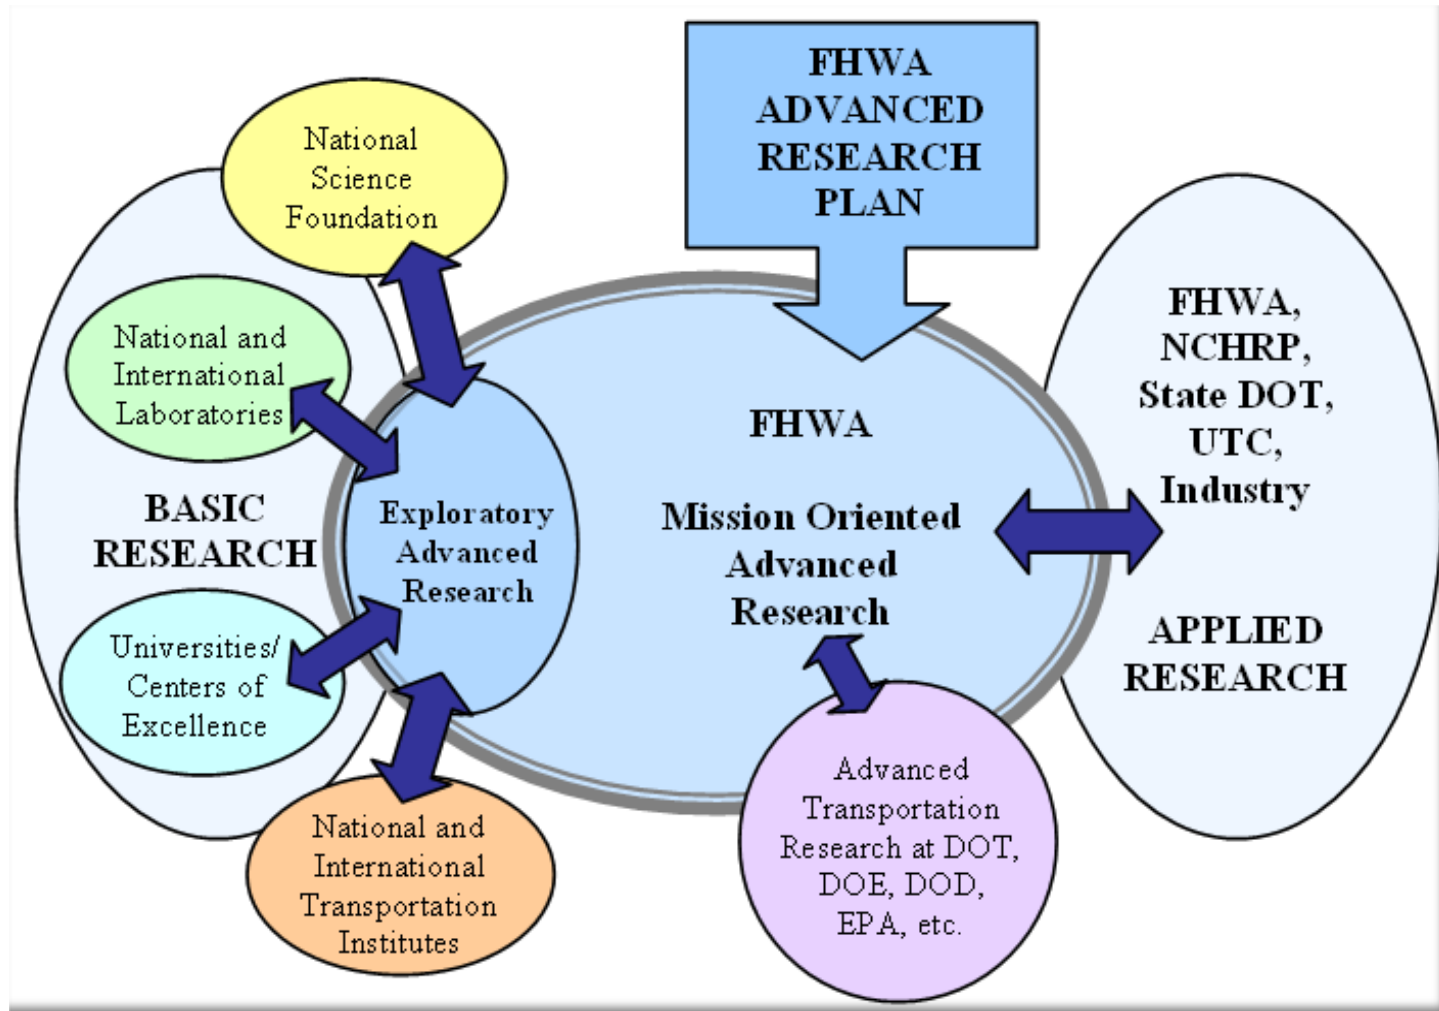 FHWA
ADVANCED
RESEARCH
PLAN
National
Science
Foundation
National and
International
Laboratories
BASIC
RESEARCH
Universities/
Centers of
Excellence
National and
International
Transportation
Institutes
Exploratory
Advanced
Research
FHWA
Mission Oriented
Advanced
Research
Advanced
Transportation
Research at DOT,
DOE, DOD,
EPA, etc.
FHWA,
NCHRP,
State DOT,
UTC,
Industry
APPLIED
RESEARCH